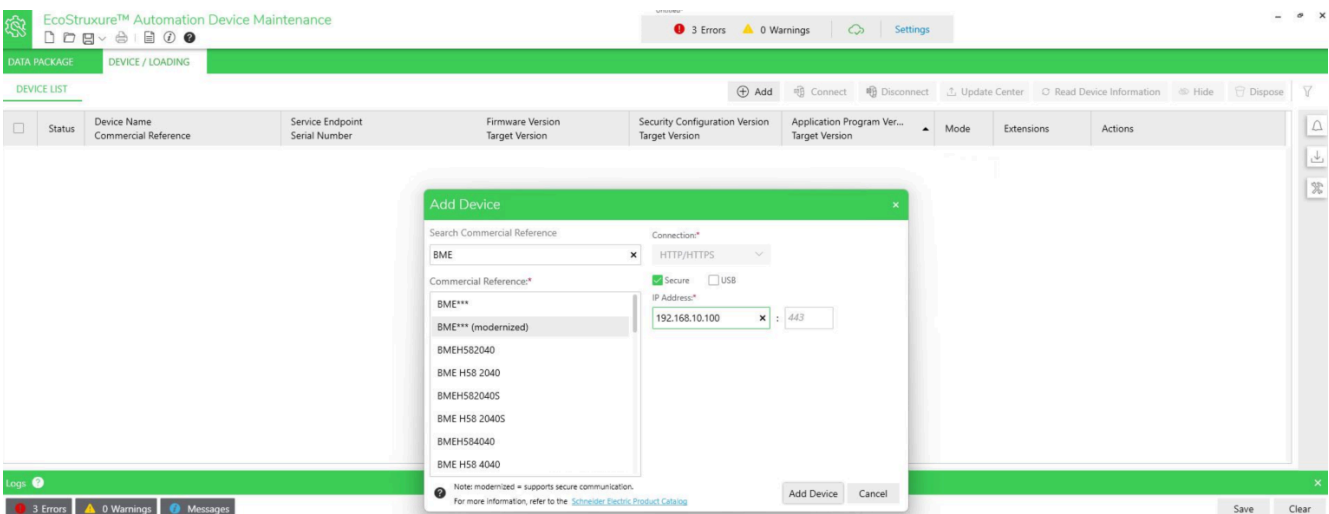 EcoStruxure™ Automation Device Maintenance
3 Errors 0 Warnings Settings
DATA PACKAGE DEVICE / LOADING
DEVICE LIST
Add Connect Disconnect Update Center Read Device Information Hide Dispose
Status
Device Name
Commercial Reference
Service Endpoint
Serial Number
Firmware Version
Target Version
Security Configuration Version
Target Version
Application Program Ver...
Target Version
Mode Extensions Actions
Add Device
Search Commercial Reference
BME
Connection:*
HTTP/HTTPS
Secure USB
IP Address:*
192.168.10.100 : 443
Commercial Reference:*
BME***
BME*** (modernized)
BMEH582040
BME H58 2040
BMEH582040S
BME H58 2040S
BMEH584040
BME H58 4040
Note: modernized = supports secure communication.
For more information, refer to the Schneider Electric Product Catalog
Add Device Cancel
Logs
3 Errors 0 Warnings Messages
Save Clear